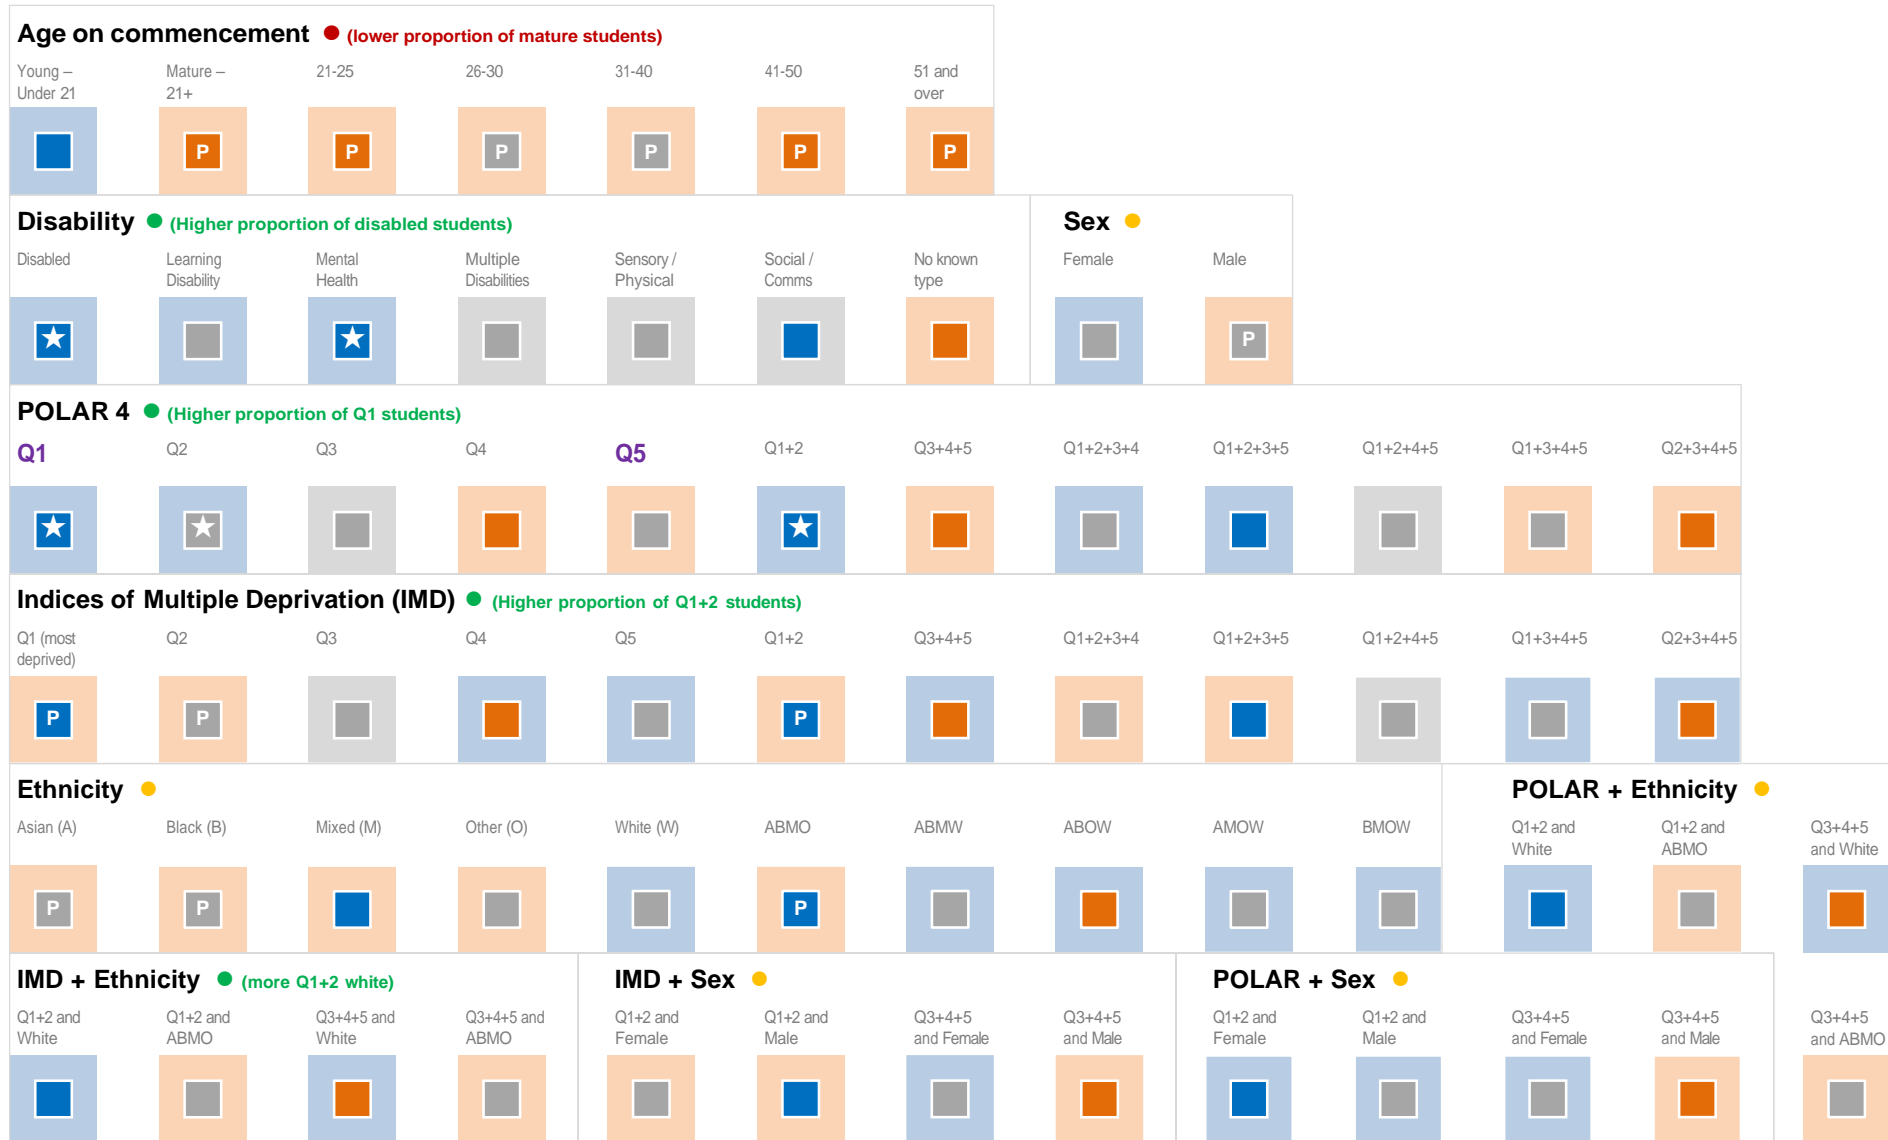 Age on commencement (lower proportion of mature students)
Young – Mature – 21-25 26-30 31-40 41-50 51 and
Under 21 21+ over
P P P P P P
Disability (Higher proportion of disabled students) Sex
Disabled Learning Mental Multiple Sensory / Social / No known Female Male
Disability Health Disabilities Physical Comms type
P
POLAR 4 (Higher proportion of Q1 students)
Q1 Q2 Q3 Q4 Q5 Q1+2 Q3+4+5 Q1+2+3+4 Q1+2+3+5 Q1+2+4+5 Q1+3+4+5 Q2+3+4+5
Indices of Multiple Deprivation (IMD) (Higher proportion of Q1+2 students)
Q1 (most Q2 Q3 Q4 Q5 Q1+2 Q3+4+5 Q1+2+3+4 Q1+2+3+5 Q1+2+4+5 Q1+3+4+5 Q2+3+4+5
deprived)
P P P
Ethnicity POLAR + Ethnicity
Asian (A) Black (B) Mixed (M) Other (O) White (W) ABMO ABMW ABOW AMOW BMOW Q1+2 and Q1+2 and Q3+4+5
White ABMO and White
P P P
IMD + Ethnicity (more Q1+2 white) IMD + Sex POLAR + Sex
Q1+2 and Q1+2 and Q3+4+5 and Q3+4+5 and Q1+2 and Q1+2 and Q3+4+5 Q3+4+5 Q1+2 and Q1+2 and Q3+4+5 Q3+4+5 Q3+4+5
White ABMO White ABMO Female Male and Female and Male Female Male and Female and Male and ABMO